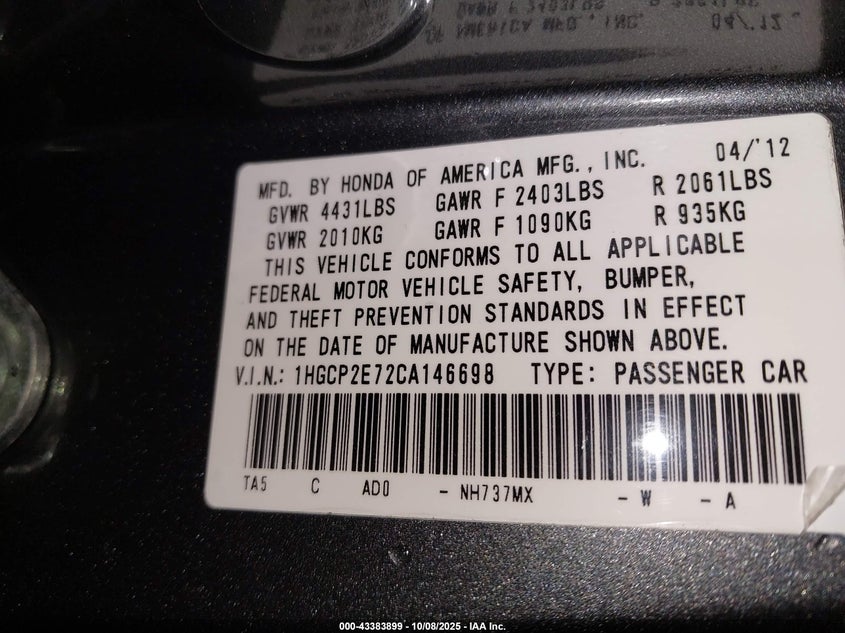 MFD. BY HONDA OF AMERICA MFG., INC. 04/'12
GVWR 4431LBS GAWR F 2403LBS R 2061LBS
GVWR 2010KG GAWR F 1090KG R 935KG
THIS VEHICLE CONFORMS TO ALL APPLICABLE
FEDERAL MOTOR VEHICLE SAFETY, BUMPER,
AND THEFT PREVENTION STANDARDS IN EFFECT
ON THE DATE OF MANUFACTURE SHOWN ABOVE.
V.I.N.: 1HGCP2E72CA146698 TYPE: PASSENGER CAR
TA5 C AD0 - NH737MX - W - A
000-43383899 - 10/08/2025 - IAA Inc.